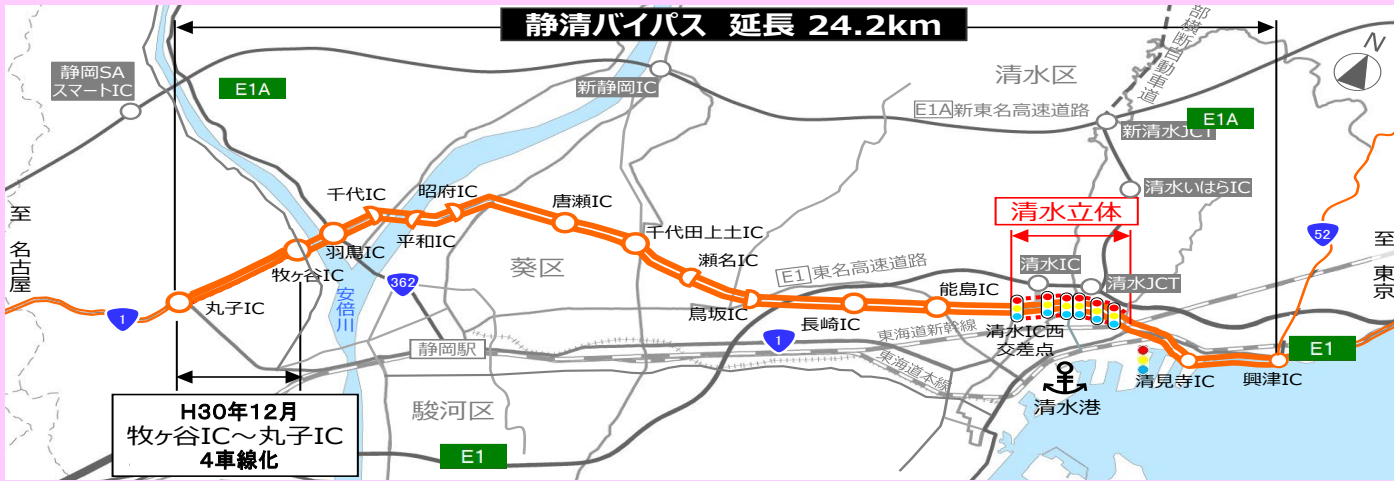 静清バイパス 延長 24.2km
静岡SA
スマートIC
E1A
新静岡IC
清水区
部横断自動車道
N
E1A新東名高速道路
新清水JCT
E1A
清水いはらIC
清水立体
52
至 東京
至 名古屋
1
丸子IC
牧ヶ谷IC
羽鳥IC
千代IC
平和IC
昭府IC
安倍川
362
葵区
唐瀬IC
千代田上土IC
瀬名IC
鳥坂IC
E1東名高速道路
長崎IC
能島IC
清水IC
清水JCT
清水IC西
交差点
東海道新幹線
1
東海道本線
静岡駅
駿河区
E1
清水港
清見寺IC
興津IC
E1
H30年12月
牧ヶ谷IC～丸子IC
4車線化